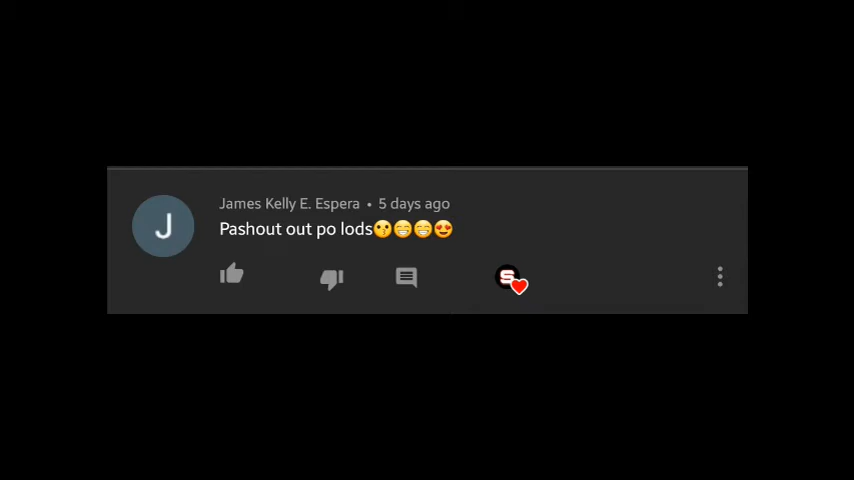 James Kelly E. Espera • 5 days ago
Pashout out po lods😗😁😁😍
J
S